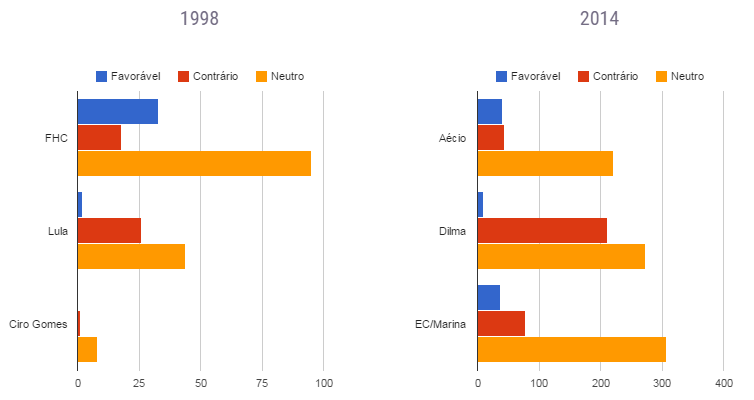 1998
Favorável Contrário Neutro
FHC
Lula
Ciro Gomes
0 25 50 75 100
2014
Favorável Contrário Neutro
Aécio
Dilma
EC/Marina
0 100 200 300 400